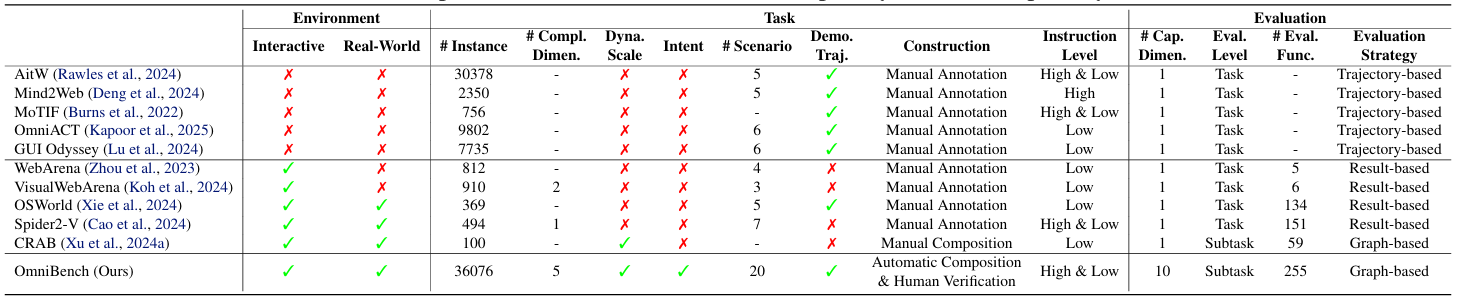 Environment Task Evaluation
Interactive Real-World # Instance # Compl. Dimen. Dyna. Scale Intent # Scenario Demo. Traj. Construction Instruction Level # Cap. Dimen. Eval. Level # Eval. Func. Evaluation Strategy
AitW (Rawles et al., 2024) ✗ ✗ 30378 - ✗ ✗ 5 ✓ Manual Annotation High & Low 1 Task - Trajectory-based
Mind2Web (Deng et al., 2024) ✗ ✗ 2350 - ✗ ✗ 5 ✓ Manual Annotation High 1 Task - Trajectory-based
MoTIF (Burns et al., 2022) ✗ ✗ 756 - ✗ ✗ - ✓ Manual Annotation High & Low 1 Task - Trajectory-based
OmniACT (Kapoor et al., 2025) ✗ ✗ 9802 - ✗ ✗ 6 ✓ Manual Annotation Low 1 Task - Trajectory-based
GUI Odyssey (Lu et al., 2024) ✗ ✗ 7735 - ✗ ✗ 6 ✓ Manual Annotation Low 1 Task - Trajectory-based
WebArena (Zhou et al., 2023) ✓ ✗ 812 - ✗ ✗ 4 ✗ Manual Annotation Low 1 Task 5 Result-based
VisualWebArena (Koh et al., 2024) ✓ ✗ 910 2 ✗ ✗ 3 ✗ Manual Annotation Low 1 Task 6 Result-based
OSWorld (Xie et al., 2024) ✓ ✓ 369 - ✗ ✗ 5 ✓ Manual Annotation Low 1 Task 134 Result-based
Spider2-V (Cao et al., 2024) ✓ ✓ 494 1 ✗ ✗ 7 ✗ Manual Annotation High & Low 1 Task 151 Result-based
CRAB (Xu et al., 2024a) ✓ ✓ 100 - ✓ ✗ - ✗ Manual Composition Low 1 Subtask 59 Graph-based
OmniBench (Ours) ✓ ✓ 36076 5 ✓ ✓ 20 ✓ Automatic Composition & Human Verification High & Low 10 Subtask 255 Graph-based